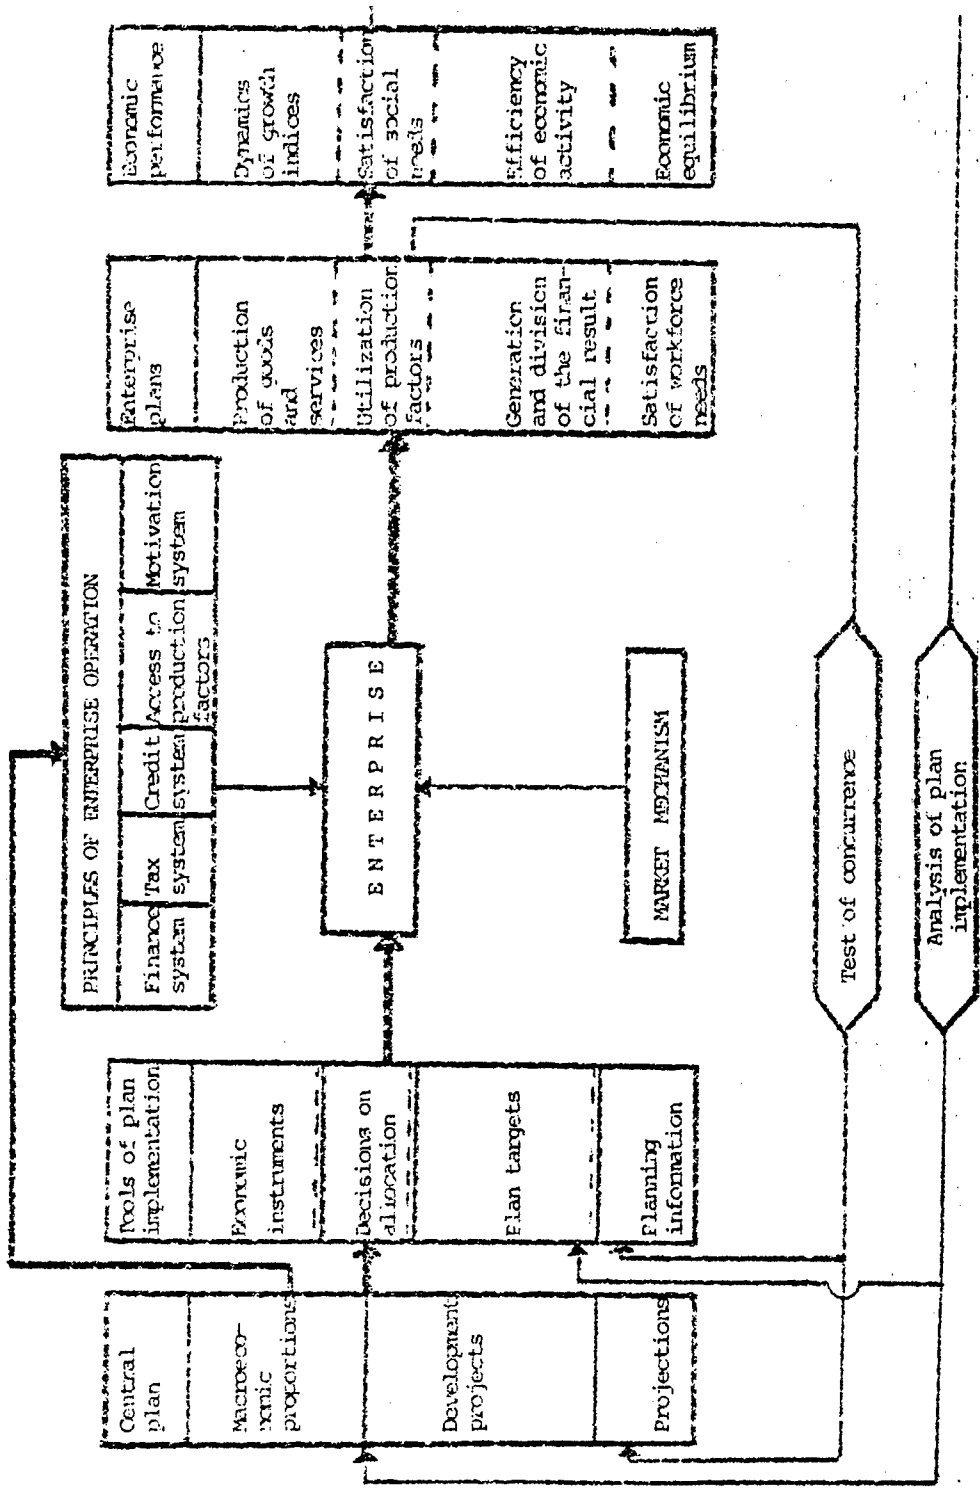 Central
plan
Macroeco-
nomic
proportions
Development
projects
Projections
Tools of plan
implementation
Economic
instruments
Decisions on
allocation
Plan targets
Planning
information
PRINCIPLES OF ENTERPRISE OPERATION
Finance
system
Tax
system
Credit
system
Access to
production
factors
Motivation
system
ENTERPRISE
MARKET MECHANISM
Enterprise
plans
Production
of goods
and
services
Utilization
of production
factors
Generation
and division
of the finan-
cial result
Satisfaction
of workforce
needs
Economic
performance
Dynamics
of growth
indices
Satisfaction
of social
needs
Efficiency
of economic
activity
Economic
equilibrium
Test of concurrence
Analysis of plan
implementation